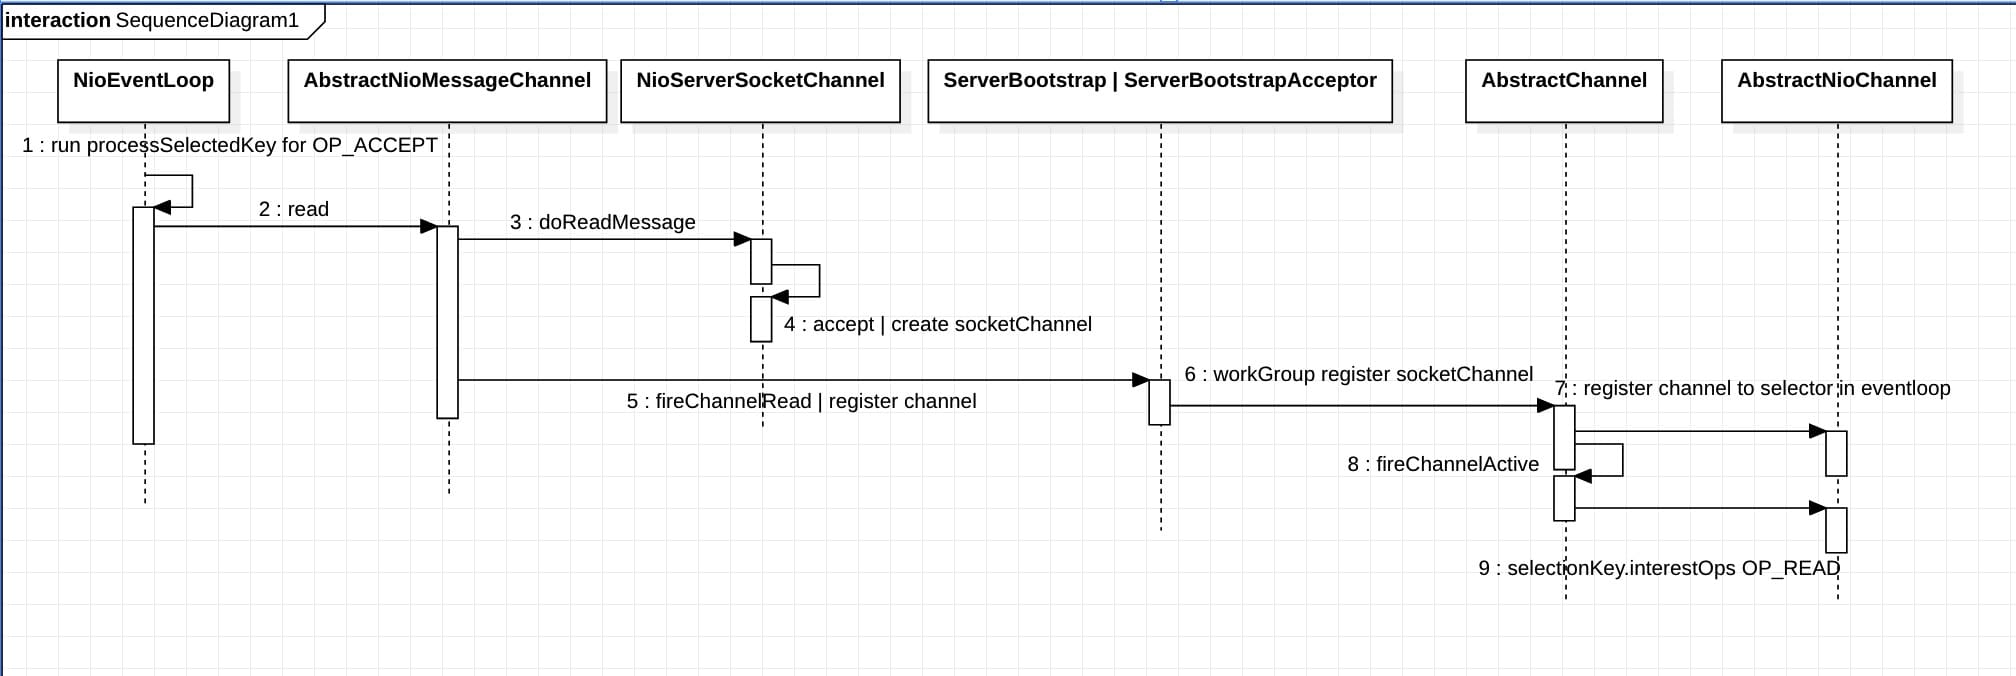 interaction SequenceDiagram1
NioEventLoop
AbstractNioMessageChannel
NioServerSocketChannel
ServerBootstrap | ServerBootstrapAcceptor
AbstractChannel
AbstractNioChannel
1 : run processSelectedKey for OP_ACCEPT
2 : read
3 : doReadMessage
4 : accept | create socketChannel
5 : fireChannelRead | register channel
6 : workGroup register socketChannel
7 : register channel to selector in eventloop
8 : fireChannelActive
9 : selectionKey.interestOps OP_READ